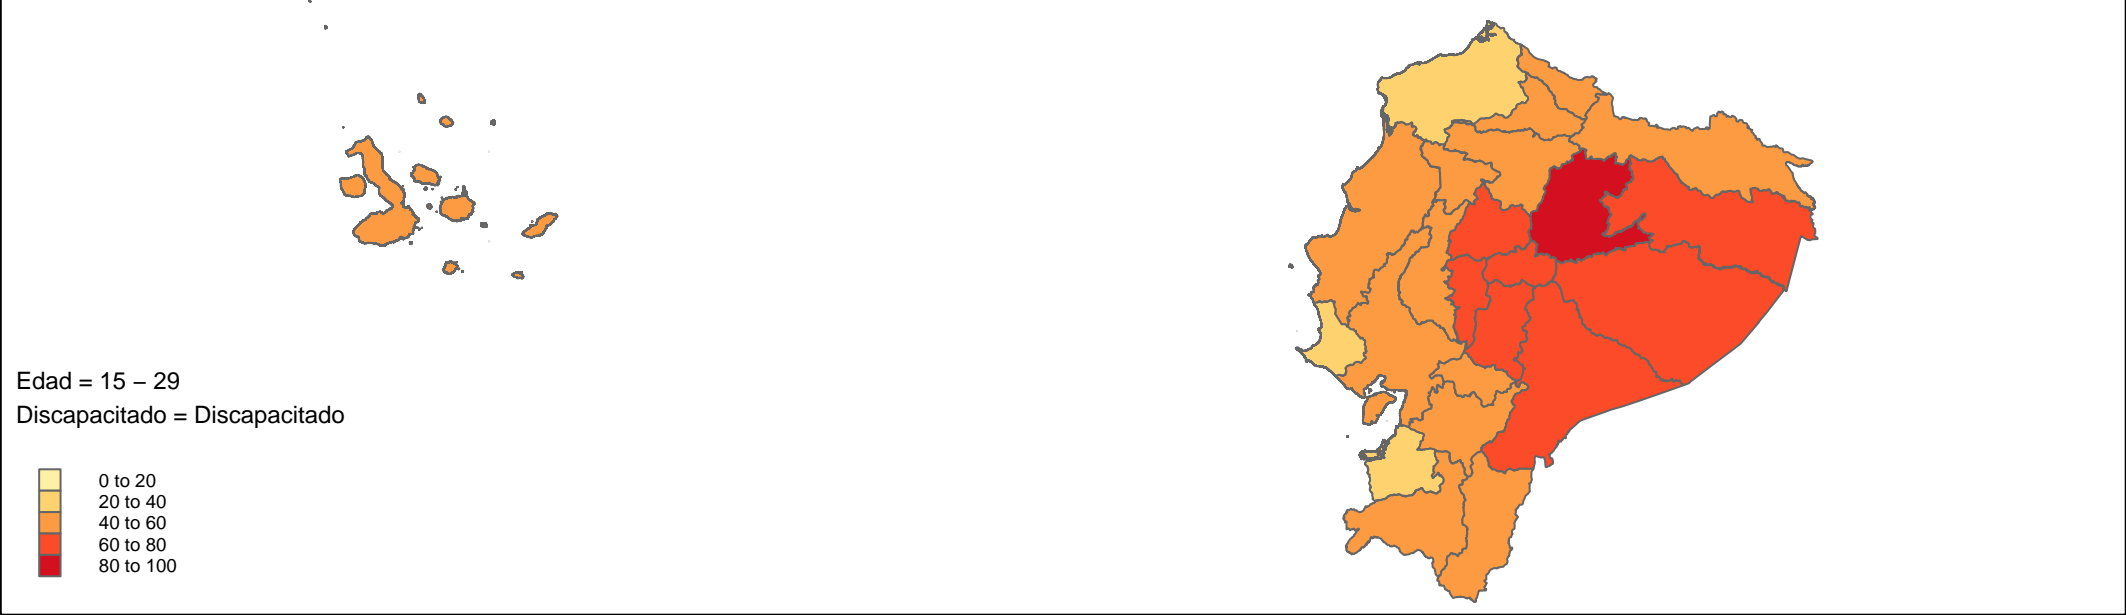 Edad = 15 – 29
Discapacitado = Discapacitado
0 to 20
20 to 40
40 to 60
60 to 80
80 to 100